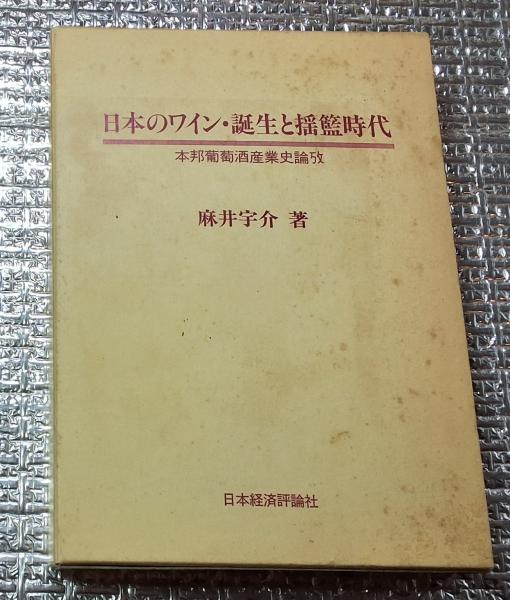 日本のワイン・誕生と揺籃時代
本邦葡萄酒産業史論攷
麻井宇介 著
日本経済評論社